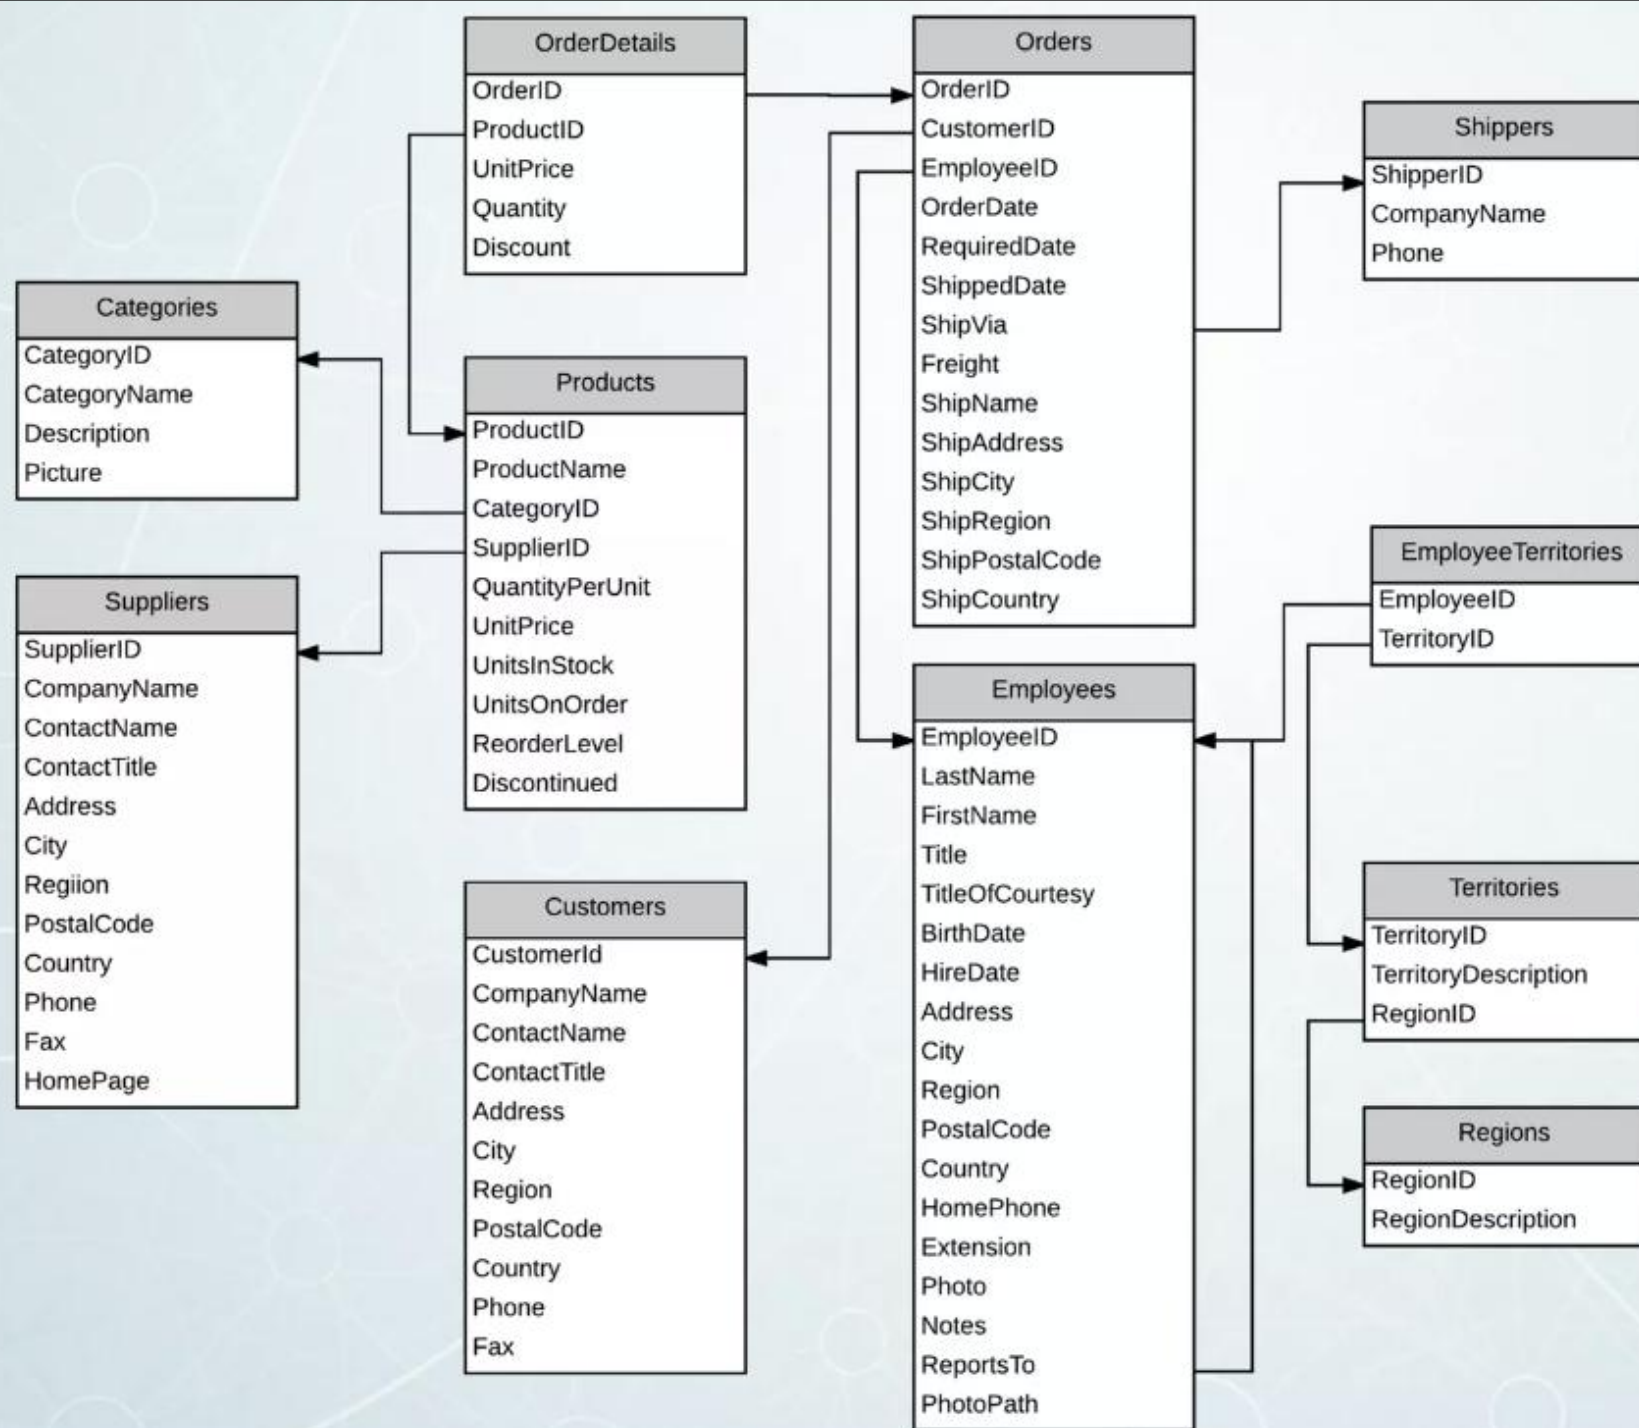 OrderDetails
OrderID
ProductID
UnitPrice
Quantity
Discount
Orders
OrderID
CustomerID
EmployeeID
OrderDate
RequiredDate
ShippedDate
ShipVia
Freight
ShipName
ShipAddress
ShipCity
ShipRegion
ShipPostalCode
ShipCountry
Shippers
ShipperID
CompanyName
Phone
Categories
CategoryID
CategoryName
Description
Picture
Products
ProductID
ProductName
CategoryID
SupplierID
QuantityPerUnit
UnitPrice
UnitsInStock
UnitsOnOrder
ReorderLevel
Discontinued
EmployeeTerritories
EmployeeID
TerritoryID
Suppliers
SupplierID
CompanyName
ContactName
ContactTitle
Address
City
Regiion
PostalCode
Country
Phone
Fax
HomePage
Employees
EmployeeID
LastName
FirstName
Title
TitleOfCourtesy
BirthDate
HireDate
Address
City
Region
PostalCode
Country
HomePhone
Extension
Photo
Notes
ReportsTo
PhotoPath
Customers
CustomerId
CompanyName
ContactName
ContactTitle
Address
City
Region
PostalCode
Country
Phone
Fax
Territories
TerritoryID
TerritoryDescription
RegionID
Regions
RegionID
RegionDescription